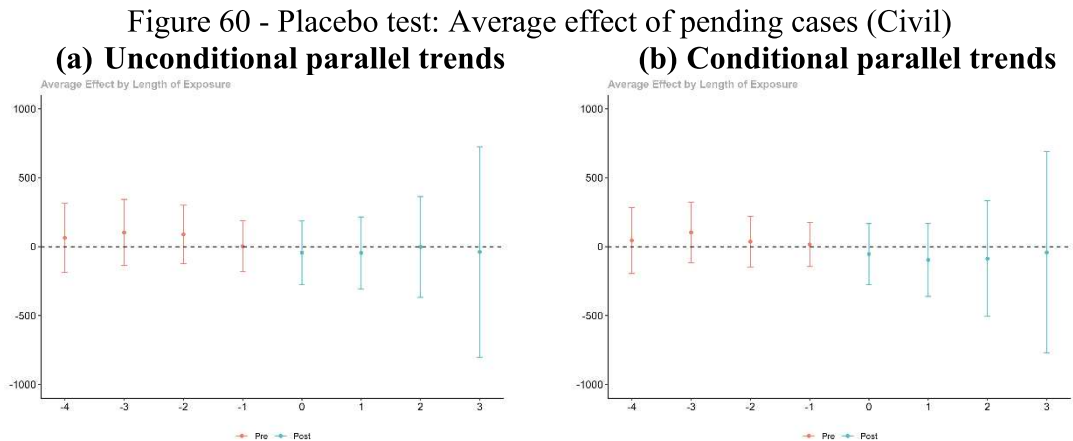 Figure 60 - Placebo test: Average effect of pending cases (Civil)
(a) Unconditional parallel trends
(b) Conditional parallel trends
Average Effect by Length of Exposure
1000
500
0
-500
-1000
-4 -3 -2 -1 0 1 2 3
Pre Post
Average Effect by Length of Exposure
1000
500
0
-500
-1000
-4 -3 -2 -1 0 1 2 3
Pre Post